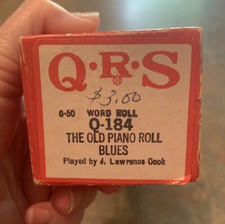 Q·R·S
®
$3.00
6-50 WORD ROLL
Q-184
THE OLD PIANO ROLL
BLUES
Played by J. Lawrence Cook